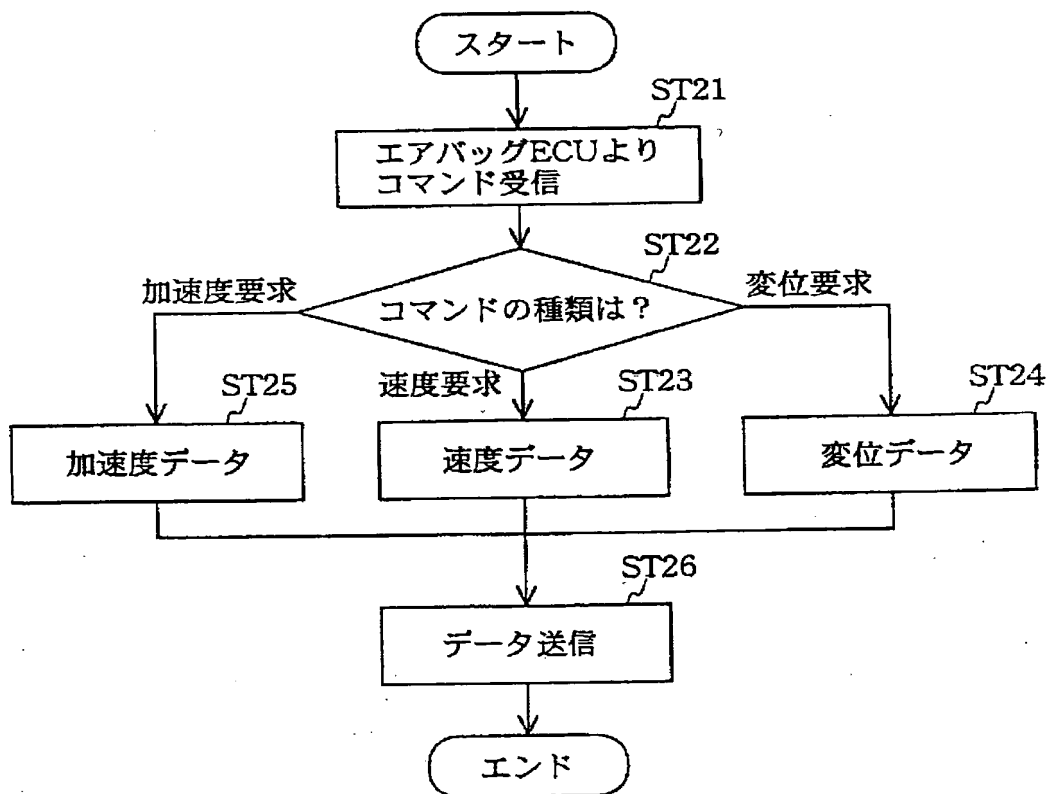 スタート
ST21
エアバッグECUより
コマンド受信
ST22
加速度要求
コマンドの種類は？
変位要求
速度要求
ST25
ST23
ST24
加速度データ
速度データ
変位データ
ST26
データ送信
エンド